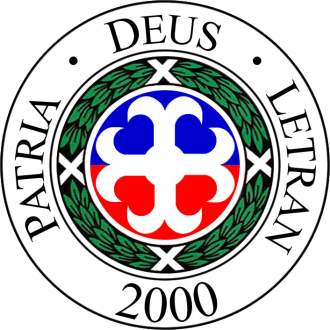 PATRIA • DEUS • LETRAN
2000